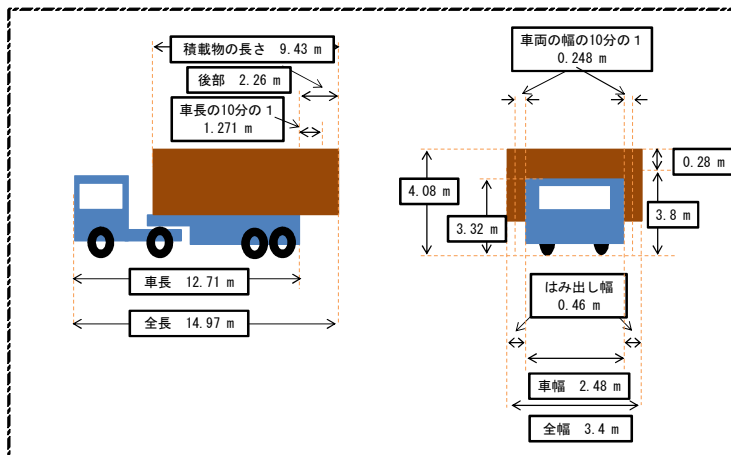 積載物の長さ 9.43 m
後部 2.26 m
車長の10分の1
1.271 m
車長 12.71 m
全長 14.97 m
車両の幅の10分の1
0.248 m
0.28 m
4.08 m
3.32 m
3.8 m
はみ出し幅
0.46 m
車幅 2.48 m
全幅 3.4 m